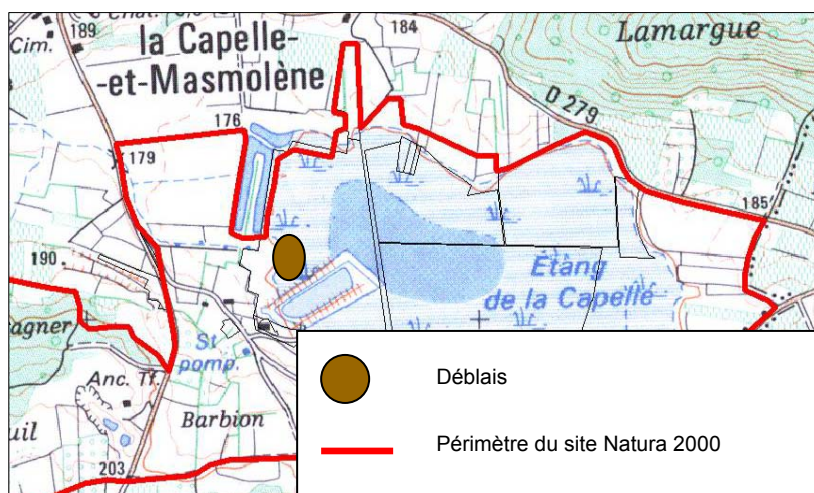 189
Cim.
la Capelle-
-et-Masmolène
184
Lamargue
D 279
176
179
185
190
Étang
de la Capelle
agner
St
pomp.
Anc. Tf.
Barbion
uil
203
Déblais
Périmètre du site Natura 2000